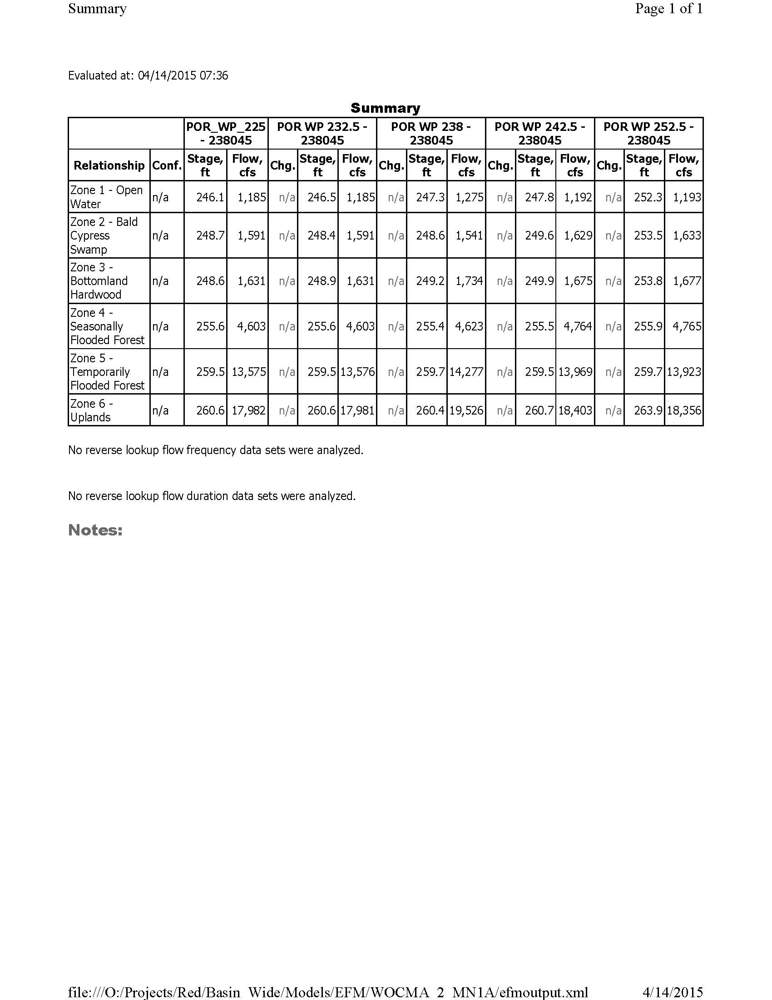 Summary Page 1 of 1
Evaluated at: 04/14/2015 07:36
Summary
POR_WP_225 - 238045 POR WP 232.5 - 238045 POR WP 238 - 238045 POR WP 242.5 - 238045 POR WP 252.5 - 238045
Relationship Conf. Stage, ft Flow, cfs Chg. Stage, ft Flow, cfs Chg. Stage, ft Flow, cfs Chg. Stage, ft Flow, cfs Chg. Stage, ft Flow, cfs
Zone 1 - Open Water n/a 246.1 1,185 n/a 246.5 1,185 n/a 247.3 1,275 n/a 247.8 1,192 n/a 252.3 1,193
Zone 2 - Bald Cypress Swamp n/a 248.7 1,591 n/a 248.4 1,591 n/a 248.6 1,541 n/a 249.6 1,629 n/a 253.5 1,633
Zone 3 - Bottomland Hardwood n/a 248.6 1,631 n/a 248.9 1,631 n/a 249.2 1,734 n/a 249.9 1,675 n/a 253.8 1,677
Zone 4 - Seasonally Flooded Forest n/a 255.6 4,603 n/a 255.6 4,603 n/a 255.4 4,623 n/a 255.5 4,764 n/a 255.9 4,765
Zone 5 - Temporarily Flooded Forest n/a 259.5 13,575 n/a 259.5 13,576 n/a 259.7 14,277 n/a 259.5 13,969 n/a 259.7 13,923
Zone 6 - Uplands n/a 260.6 17,982 n/a 260.6 17,981 n/a 260.4 19,526 n/a 260.7 18,403 n/a 263.9 18,356
No reverse lookup flow frequency data sets were analyzed.
No reverse lookup flow duration data sets were analyzed.
Notes:
file:///O:/Projects/Red/Basin Wide/Models/EFM/WOCMA 2 MN1A/efmoutput.xml 4/14/2015